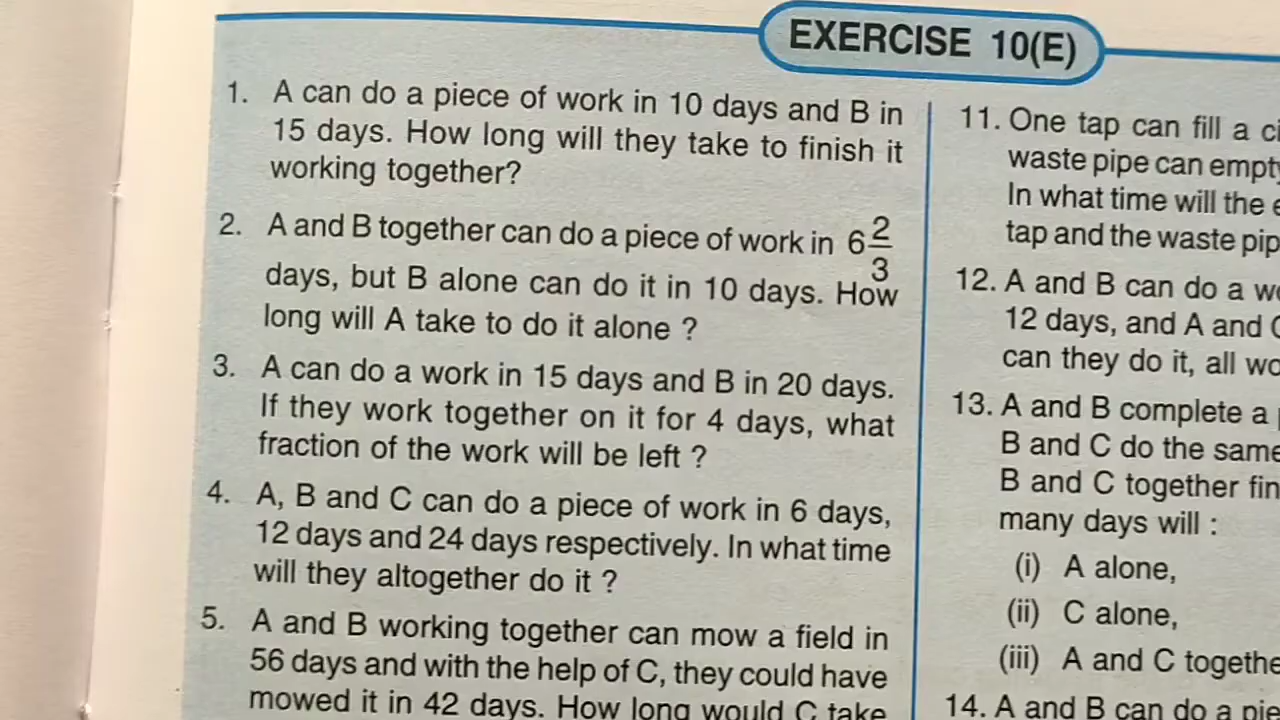 EXERCISE 10(E)
1. A can do a piece of work in 10 days and B in
15 days. How long will they take to finish it
working together?
2. A and B together can do a piece of work in 6 2/3
days, but B alone can do it in 10 days. How
long will A take to do it alone ?
3. A can do a work in 15 days and B in 20 days.
If they work together on it for 4 days, what
fraction of the work will be left ?
4. A, B and C can do a piece of work in 6 days,
12 days and 24 days respectively. In what time
will they altogether do it ?
5. A and B working together can mow a field in
56 days and with the help of C, they could have
mowed it in 42 days. How long would C take
11. One tap can fill a
waste pipe can empty
In what time will the
tap and the waste
12. A and B can do a
12 days, and A and
can they do it, all
13. A and B complete a
B and C do the same
B and C together
many days will :
(i) A alone,
(ii) C alone,
(iii) A and C
14. A and B can do a